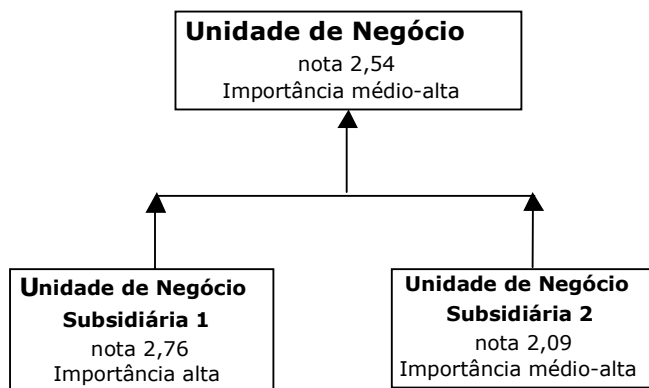 Unidade de Negócio
nota 2,54
Importância médio-alta
Unidade de Negócio
Subsidiária 1
nota 2,76
Importância alta
Unidade de Negócio
Subsidiária 2
nota 2,09
Importância médio-alta